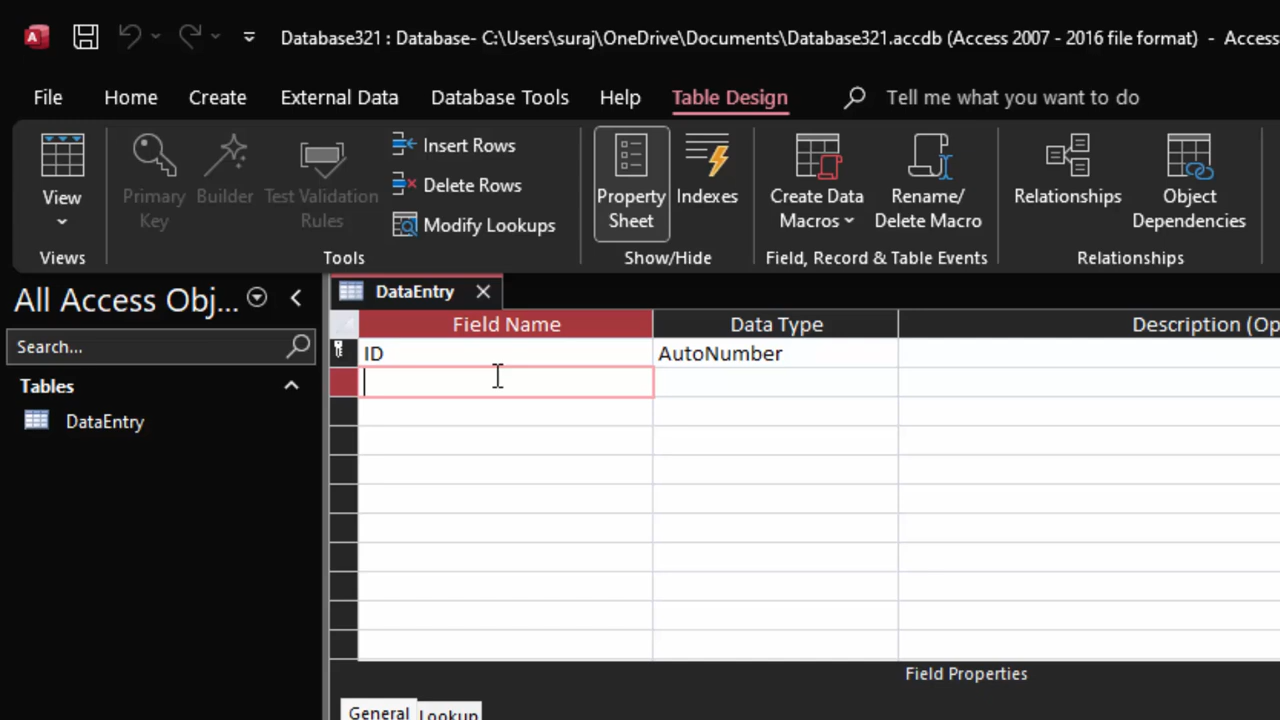 Database321 : Database- C:\Users\suraj\OneDrive\Documents\Database321.accdb (Access 2007 - 2016 file format) - Access
File Home Create External Data Database Tools Help Table Design Tell me what you want to do
View
Primary Key
Builder
Test Validation Rules
Insert Rows
Delete Rows
Modify Lookups
Property Sheet
Indexes
Create Data Macros
Rename/ Delete Macro
Relationships
Object Dependencies
Views Tools Show/Hide Field, Record & Table Events Relationships
All Access Obj...
Search...
Tables
DataEntry
DataEntry
Field Name Data Type Description (Op
ID AutoNumber
Field Properties
General Lookup